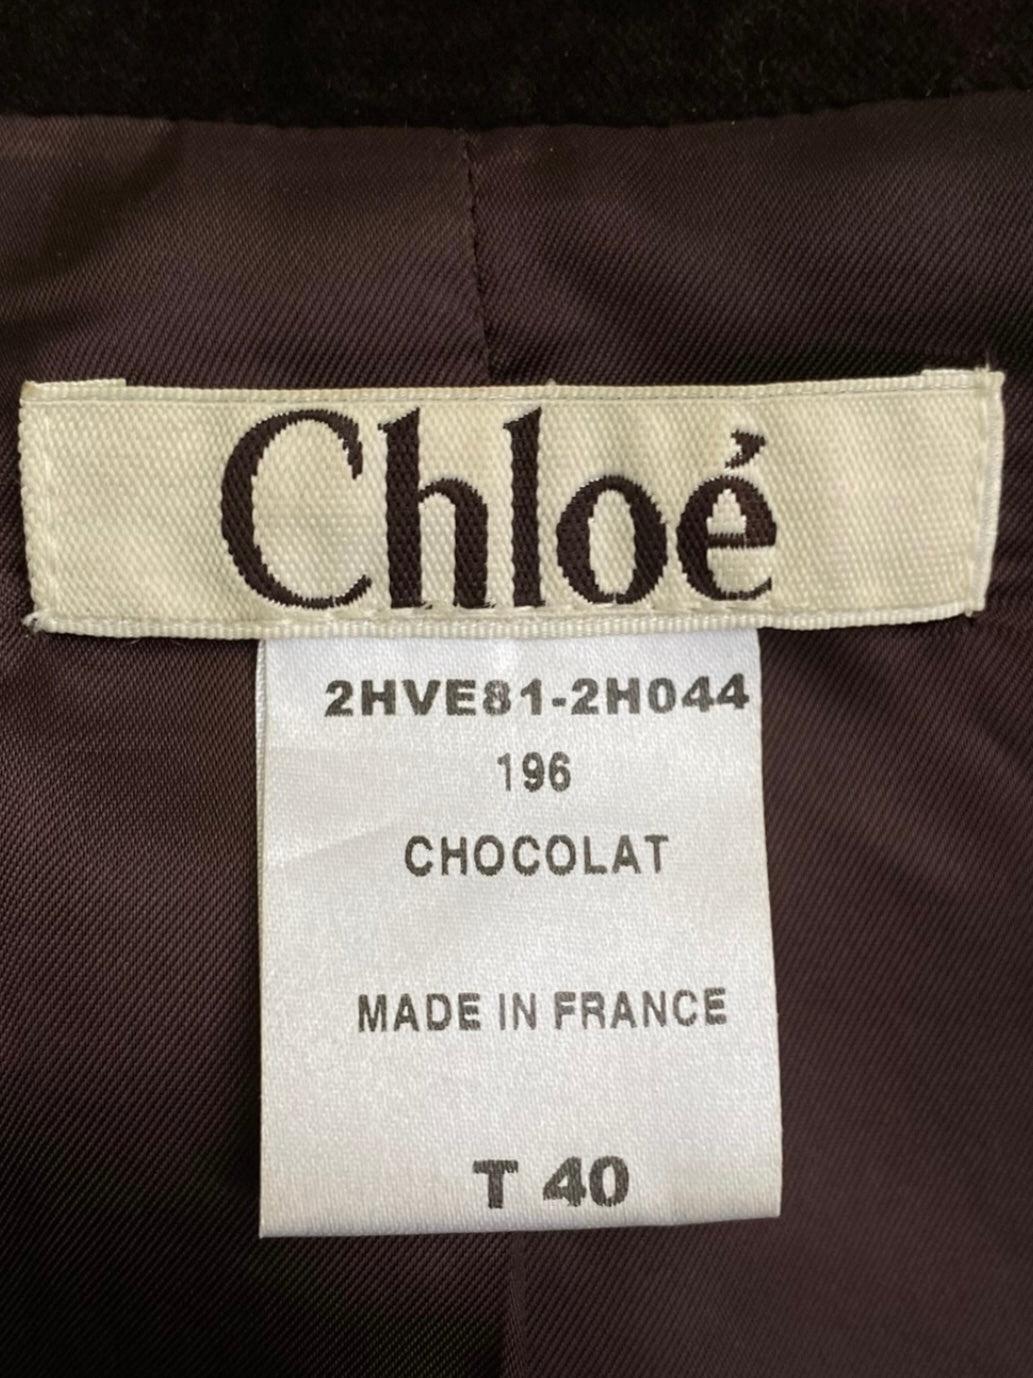 Chloé
2HVE81-2H044
196
CHOCOLAT
MADE IN FRANCE
T 40